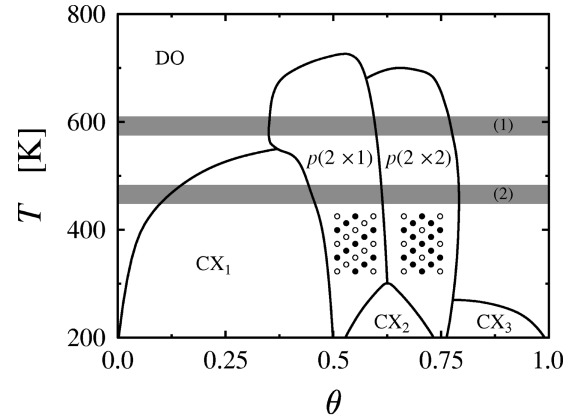 800
DO
600
(1)
p(2 ×1)
p(2 ×2)
T [K]
(2)
400
CX₁
CX₂
CX₃
200
0.0
0.25
0.5
0.75
1.0
θ